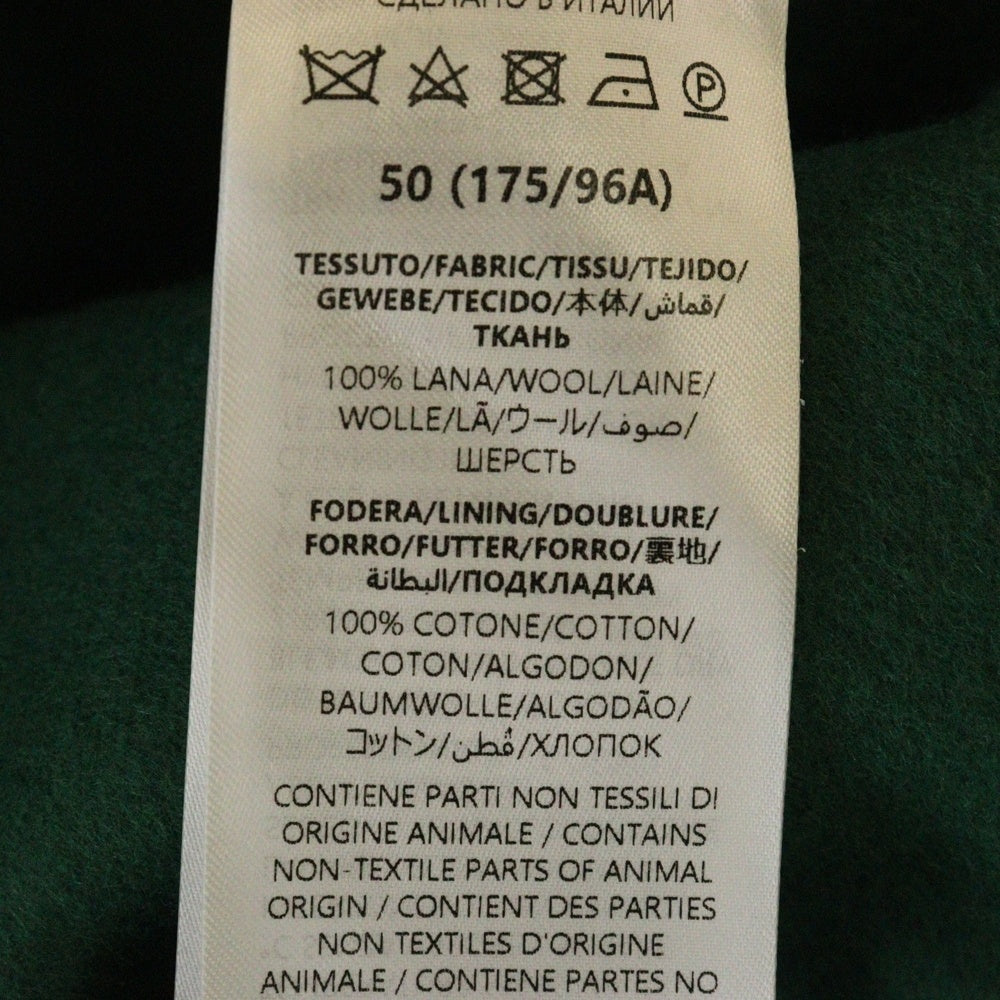 СДЕЛАНО В ИТАЛИИ
P
50 (175/96A)
TESSUTO/FABRIC/TISSU/TEJIDO/
GEWEBE/TECIDO/本体/قماش/
ТКАНЬ
100% LANA/WOOL/LAINE/
WOLLE/LÃ/ウール/صوف/
ШЕРСТЬ
FODERA/LINING/DOUBLURE/
FORRO/FUTTER/FORRO/裏地/
البطانة/ПОДКЛАДКА
100% COTONE/COTTON/
COTON/ALGODON/
BAUMWOLLE/ALGODÃO/
コットン/قُطن/ХЛОПОК
CONTIENE PARTI NON TESSILI DI
ORIGINE ANIMALE / CONTAINS
NON-TEXTILE PARTS OF ANIMAL
ORIGIN / CONTIENT DES PARTIES
NON TEXTILES D'ORIGINE
ANIMALE / CONTIENE PARTES NO